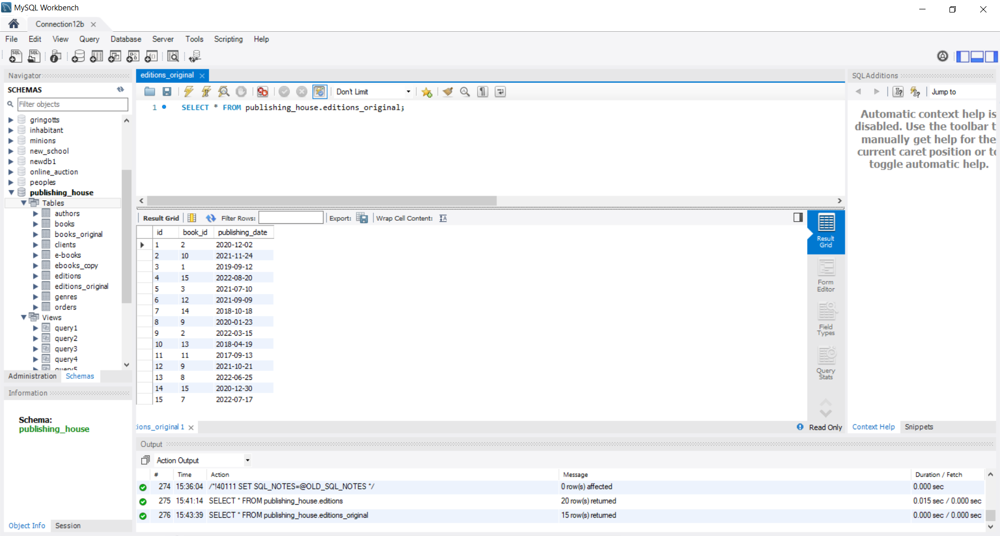 MySQL Workbench
Connection12b
File Edit View Query Database Server Tools Scripting Help
Navigator
SCHEMAS
Filter objects
gringotts
inhabitant
minions
new_school
newdb1
online_auction
peoples
publishing_house
Tables
authors
books
books_original
clients
e-books
ebooks_copy
editions
editions_original
genres
orders
Views
query1
query2
query3
query4
query5
Administration Schemas
Information
Schema:
publishing_house
Object Info Session
editions_original
Don't Limit
1 SELECT * FROM publishing_house.editions_original;
Result Grid Filter Rows: Export: Wrap Cell Content:
id book_id publishing_date
1 2 2020-12-02
2 10 2021-11-24
3 1 2019-09-12
4 15 2022-08-20
5 3 2021-07-10
6 12 2021-09-09
7 14 2018-10-18
8 9 2020-01-23
9 2 2022-03-15
10 13 2018-04-19
11 11 2017-09-13
12 9 2021-10-21
13 8 2022-06-25
14 15 2020-12-30
15 7 2022-07-17
Result
Grid
Form
Editor
Field
Types
Query
Stats
ions_original 1
Read Only
SQLAdditions
Jump to
Automatic context help is
disabled. Use the toolbar t
manually get help for the
current caret position or to
toggle automatic help.
Context Help Snippets
Output
Action Output
# Time Action Message Duration / Fetch
274 15:36:04 /*!40111 SET SQL_NOTES=@OLD_SQL_NOTES */ 0 row(s) affected 0.000 sec
275 15:41:14 SELECT * FROM publishing_house.editions 20 row(s) returned 0.015 sec / 0.000 sec
276 15:43:39 SELECT * FROM publishing_house.editions_original 15 row(s) returned 0.000 sec / 0.000 sec